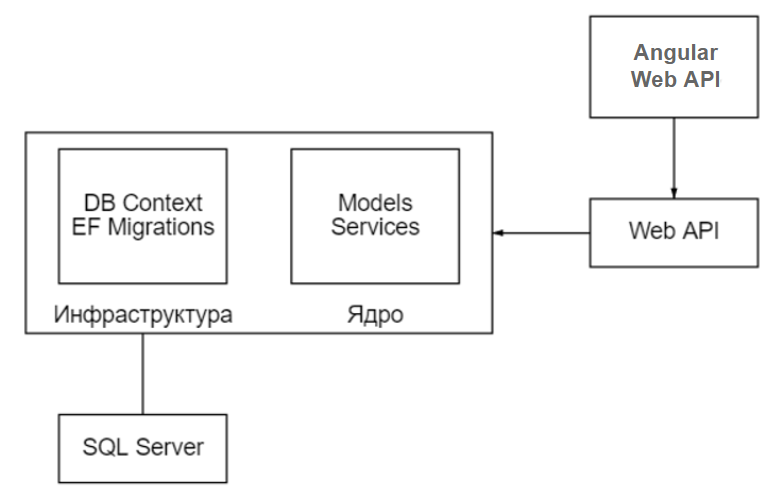 Angular
Web API
DB Context
EF Migrations
Models
Services
Web API
Инфраструктура
Ядро
SQL Server